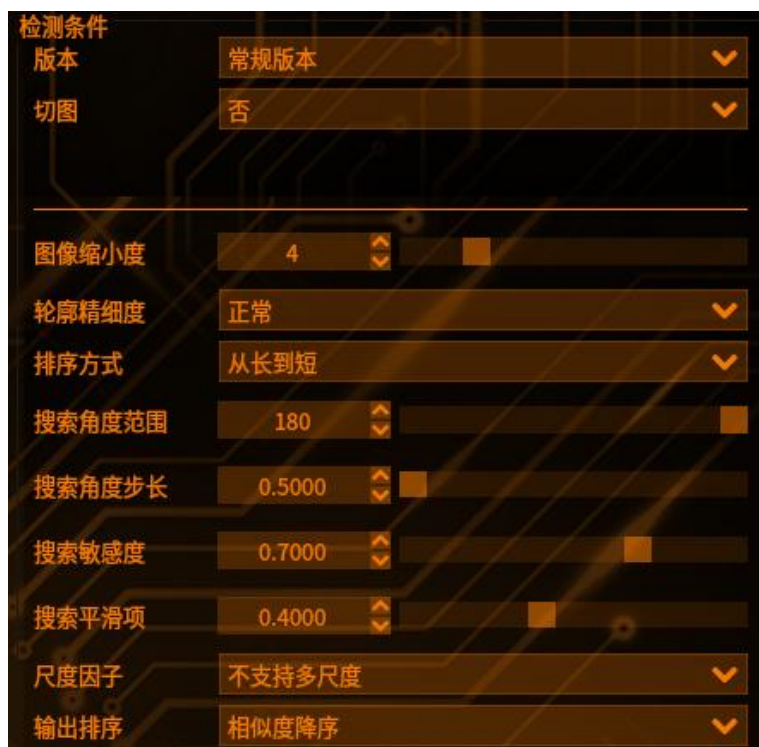 检测条件
版本 常规版本
切图 否
图像缩小度 4
轮廓精细度 正常
排序方式 从长到短
搜索角度范围 180
搜索角度步长 0.5000
搜索敏感度 0.7000
搜索平滑项 0.4000
尺度因子 不支持多尺度
输出排序 相似度降序